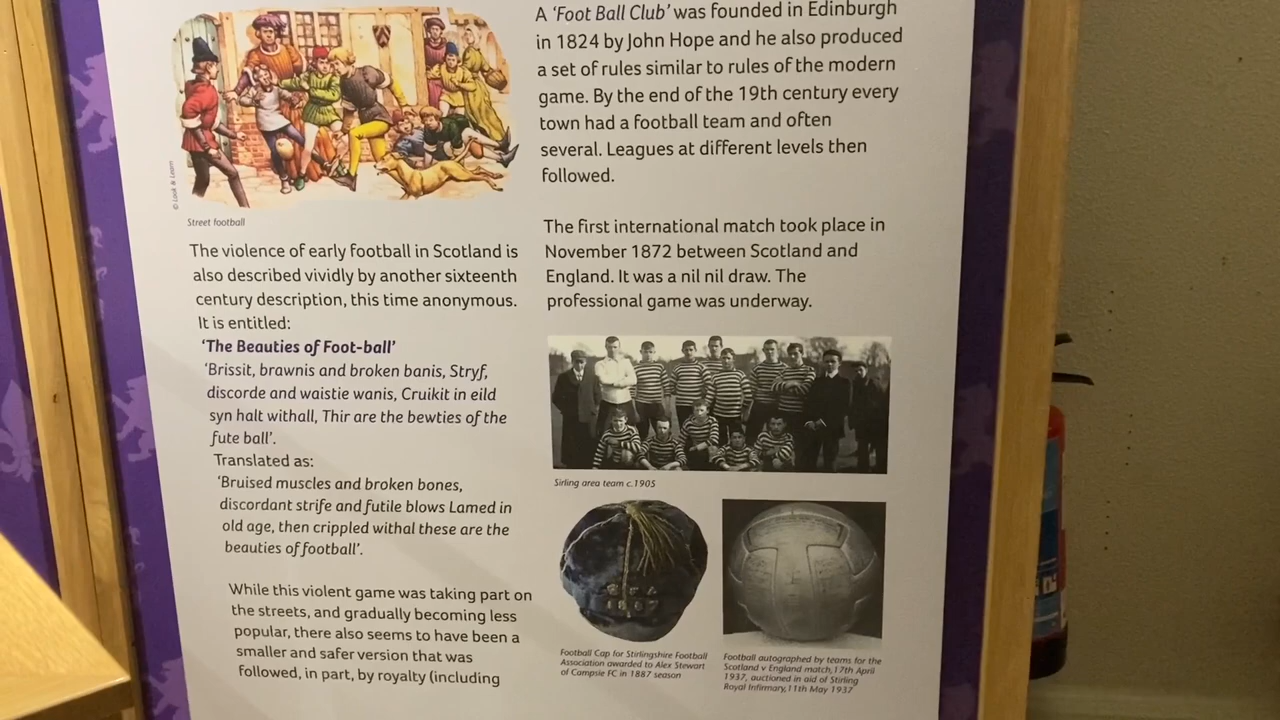 © Look & Learn
Street football
The violence of early football in Scotland is
also described vividly by another sixteenth
century description, this time anonymous.
It is entitled:
'The Beauties of Foot-ball'
'Brissit, brawnis and broken banis, Stryf,
discorde and waistie wanis, Cruikit in eild
syn halt withall, Thir are the bewties of the
fute ball'.
Translated as:
'Bruised muscles and broken bones,
discordant strife and futile blows Lamed in
old age, then crippled withal these are the
beauties of football'.
While this violent game was taking part on
the streets, and gradually becoming less
popular, there also seems to have been a
smaller and safer version that was
followed, in part, by royalty (including
A 'Foot Ball Club' was founded in Edinburgh
in 1824 by John Hope and he also produced
a set of rules similar to rules of the modern
game. By the end of the 19th century every
town had a football team and often
several. Leagues at different levels then
followed.
The first international match took place in
November 1872 between Scotland and
England. It was a nil nil draw. The
professional game was underway.
Sirling area team c.1905
S F A
1887
Football Cap for Stirlingshire Football
Association awarded to Alex Stewart
of Campsie FC in 1887 season
Football autographed by teams for the
Scotland v England match, 17th April
1937, auctioned in aid of Stirling
Royal Infirmary, 11th May 1937